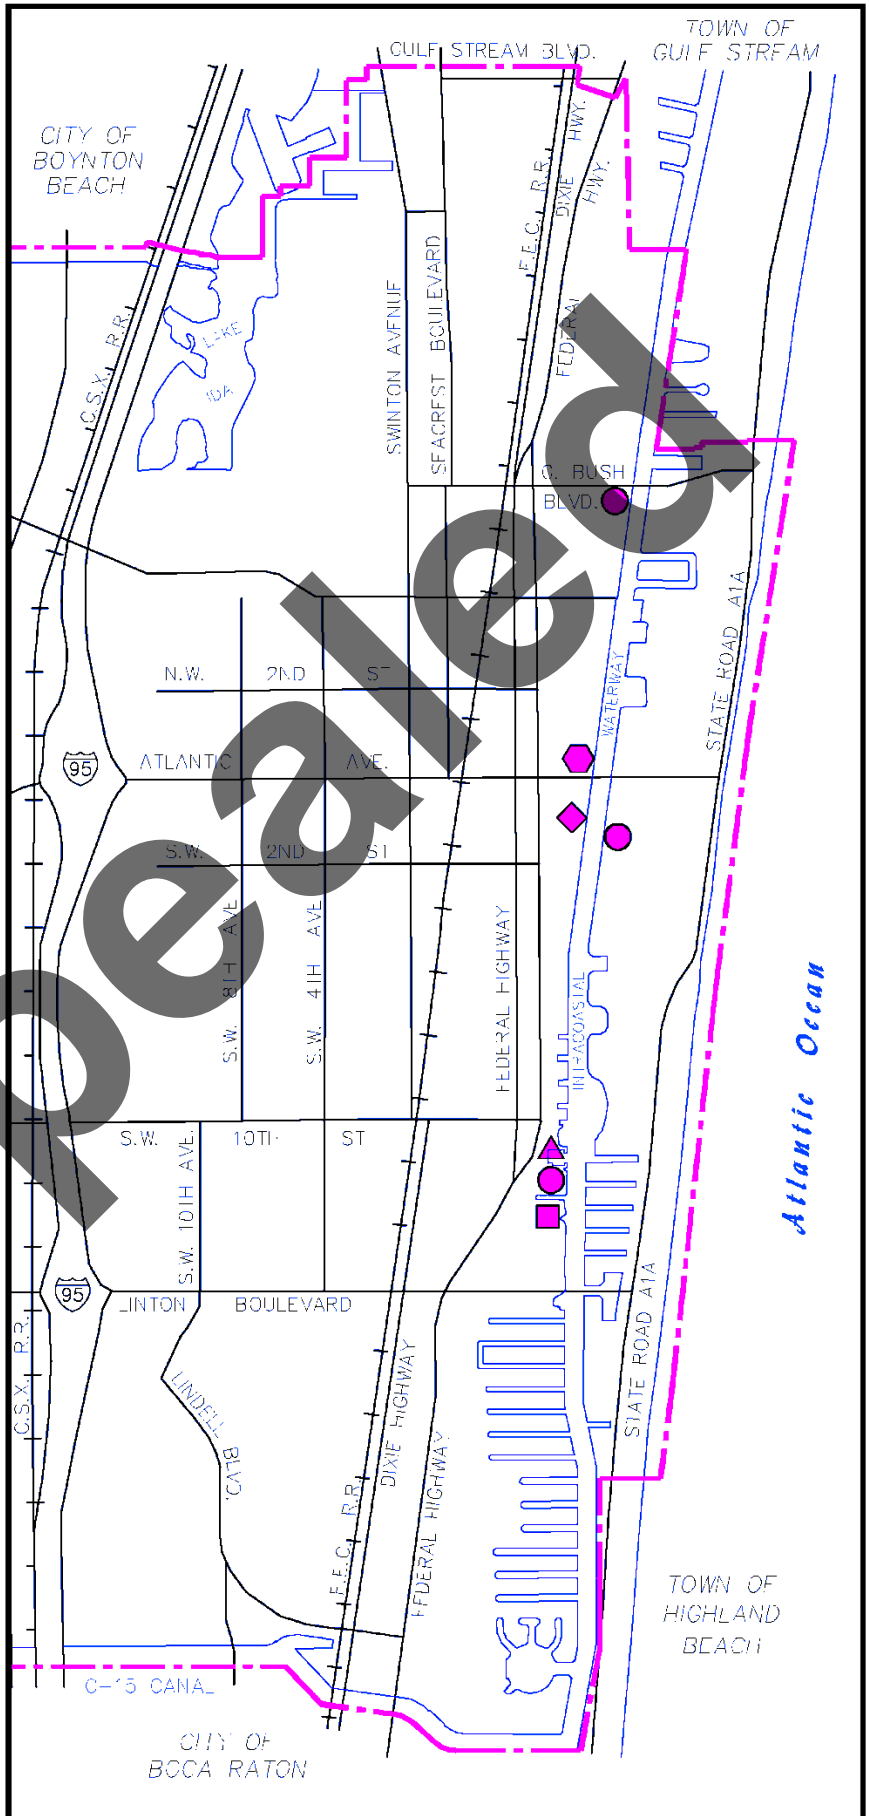 TOWN OF
GULF STREAM
GULF STREAM BLVD.
CITY OF
BOYNTON
BEACH
DIXIE HWY.
FEDERAL HWY.
F.E.C. R.R.
C.S.X. R.R.
LAKE
IDA
SWINTON AVENUE
SEACREST BOULEVARD
G. BUSH
BLVD.
N.W. 2ND ST
WATERWAY
STATE ROAD A1A
95
ATLANTIC AVE.
S.W. 2ND ST
S.W. 8TH AVE
S.W. 4TH AVE
FEDERAL HIGHWAY
INTRACOASTAL
Atlantic Ocean
S.W. 10TH ST
S.W. 10TH AVE.
95
LINTON BOULEVARD
C.S.X. R.R.
STATE ROAD A1A
LINDELL BLVD.
DIXIE HIGHWAY
F.E.C. R.R.
FEDERAL HIGHWAY
TOWN OF
HIGHLAND
BEACH
C-15 CANAL
CITY OF
BOCA RATON
pealed